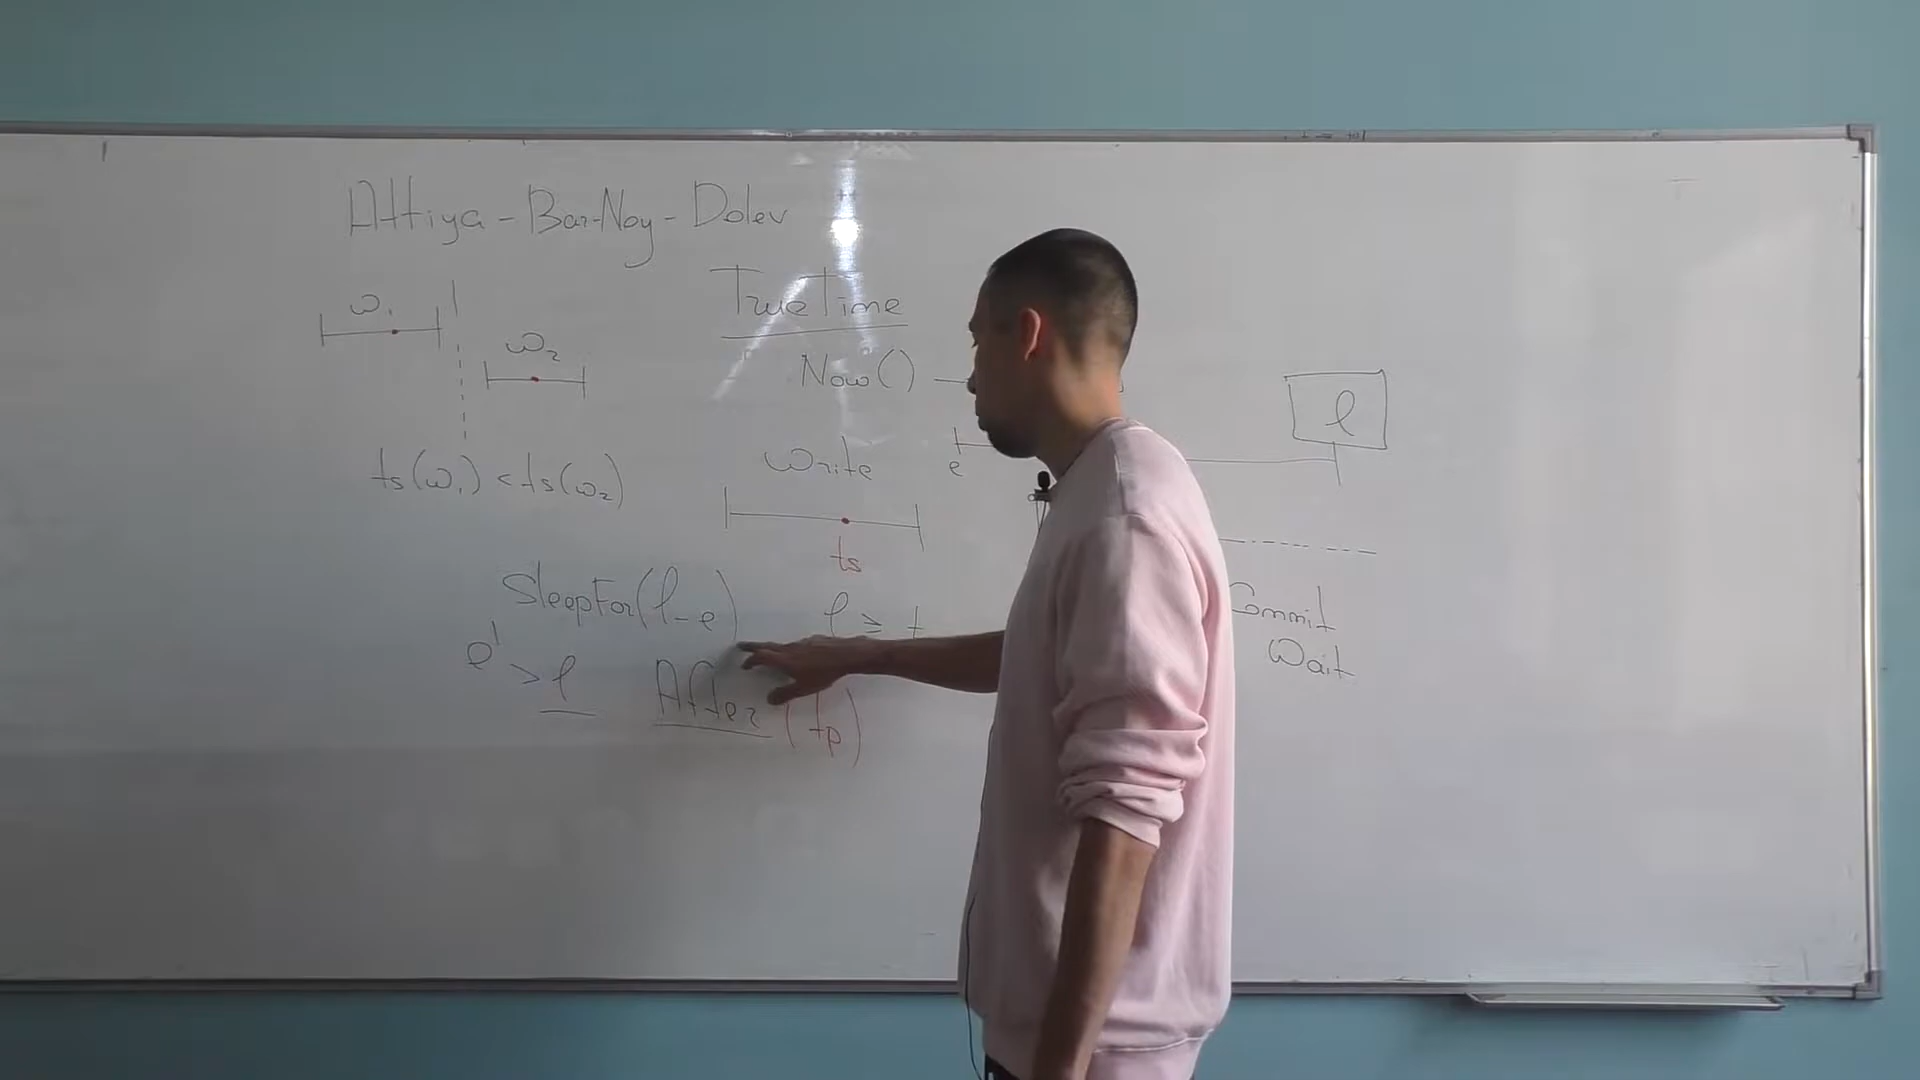 Attiya - Bar-Noy - Dolev
TrueTime
Now()
ω₁
ω₂
ts(ω₁) < ts(ω₂)
Write
ts
e
l
SleepFor(l-e)
l ≥ t
e' > l
After (tp)
Commit
Wait